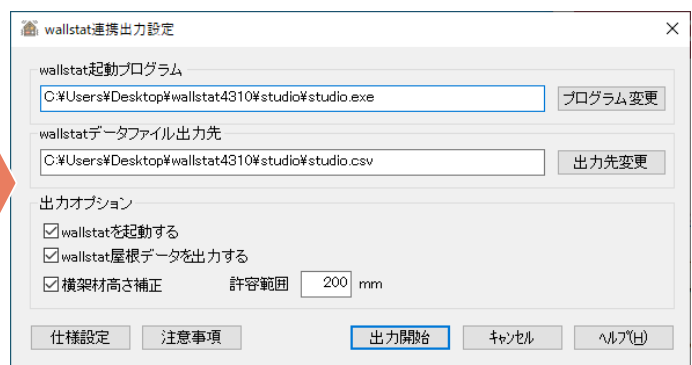 wallstat連携出力設定
wallstat起動プログラム
C:¥Users¥Desktop¥wallstat4310¥studio¥studio.exe
プログラム変更
wallstatデータファイル出力先
C:¥Users¥Desktop¥wallstat4310¥studio¥studio.csv
出力先変更
出力オプション
wallstatを起動する
wallstat屋根データを出力する
横架材高さ補正 許容範囲 200 mm
仕様設定 注意事項 出力開始 ｷｬﾝｾﾙ ﾍﾙﾌﾟ(H)